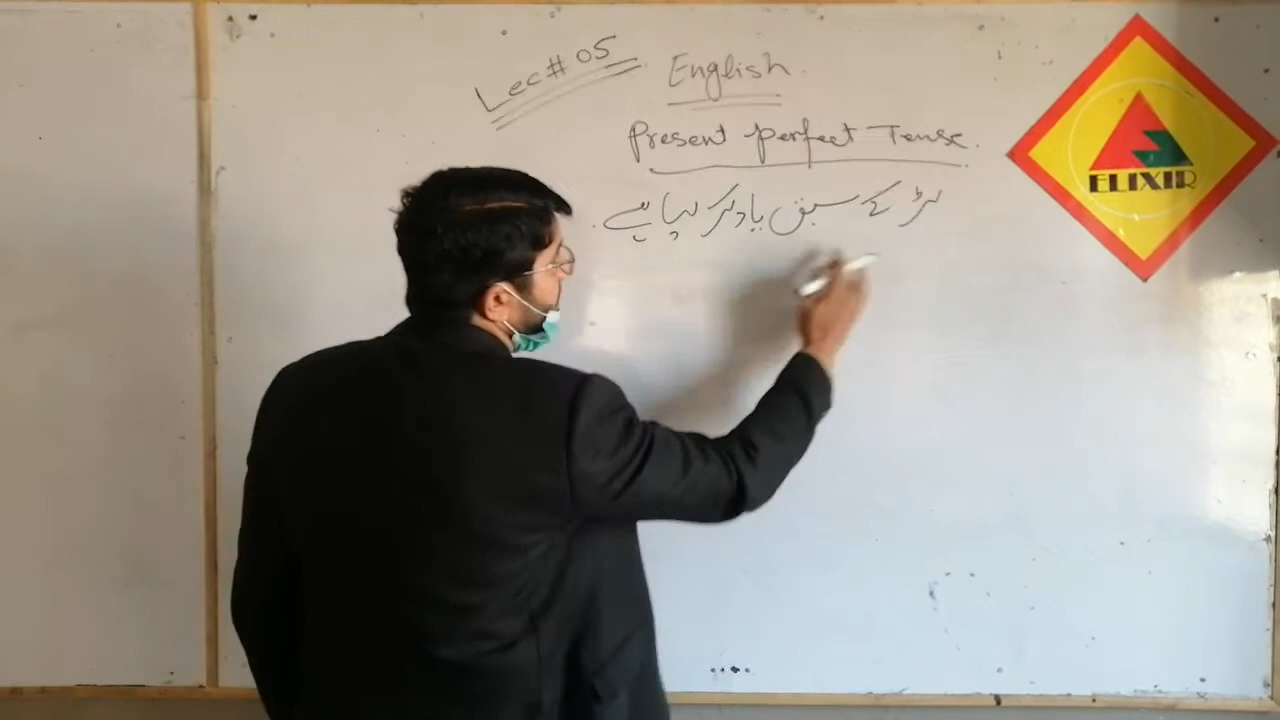 Lec# 05
English
Present Perfect Tense.
لڑکے سبق یاد کر لیا ہے۔
ELIXIR